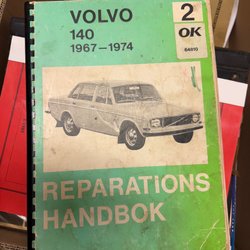 VOLVO
140
1967–1974
2
OK
REPARATIONS
HANDBOK